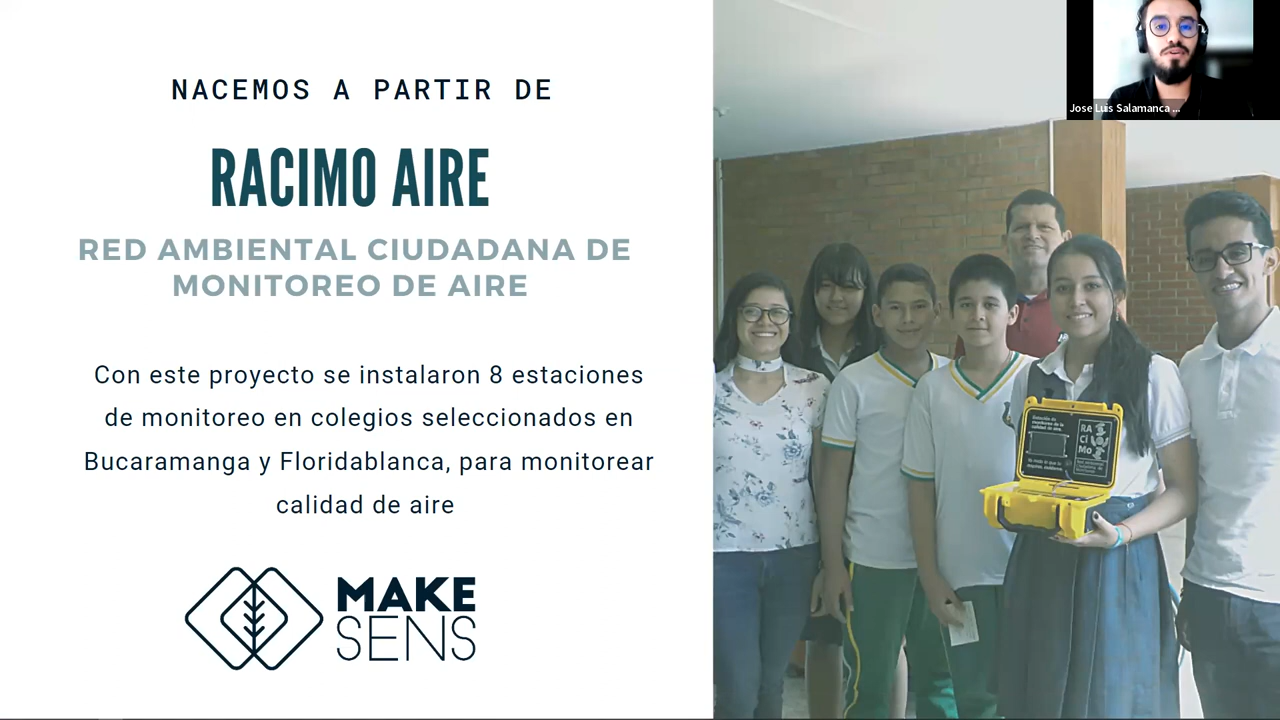 NACEMOS A PARTIR DE
RACIMO AIRE
RED AMBIENTAL CIUDADANA DE
MONITOREO DE AIRE
Con este proyecto se instalaron 8 estaciones
de monitoreo en colegios seleccionados en
Bucaramanga y Floridablanca, para monitorear
calidad de aire
MAKE
SENS
Jose Luis Salamanca ...
RA
CI
MO